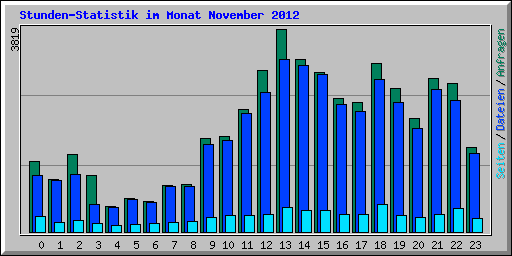 Stunden-Statistik im Monat November 2012
3819
Seiten / Dateien / Anfragen
0 1 2 3 4 5 6 7 8 9 10 11 12 13 14 15 16 17 18 19 20 21 22 23